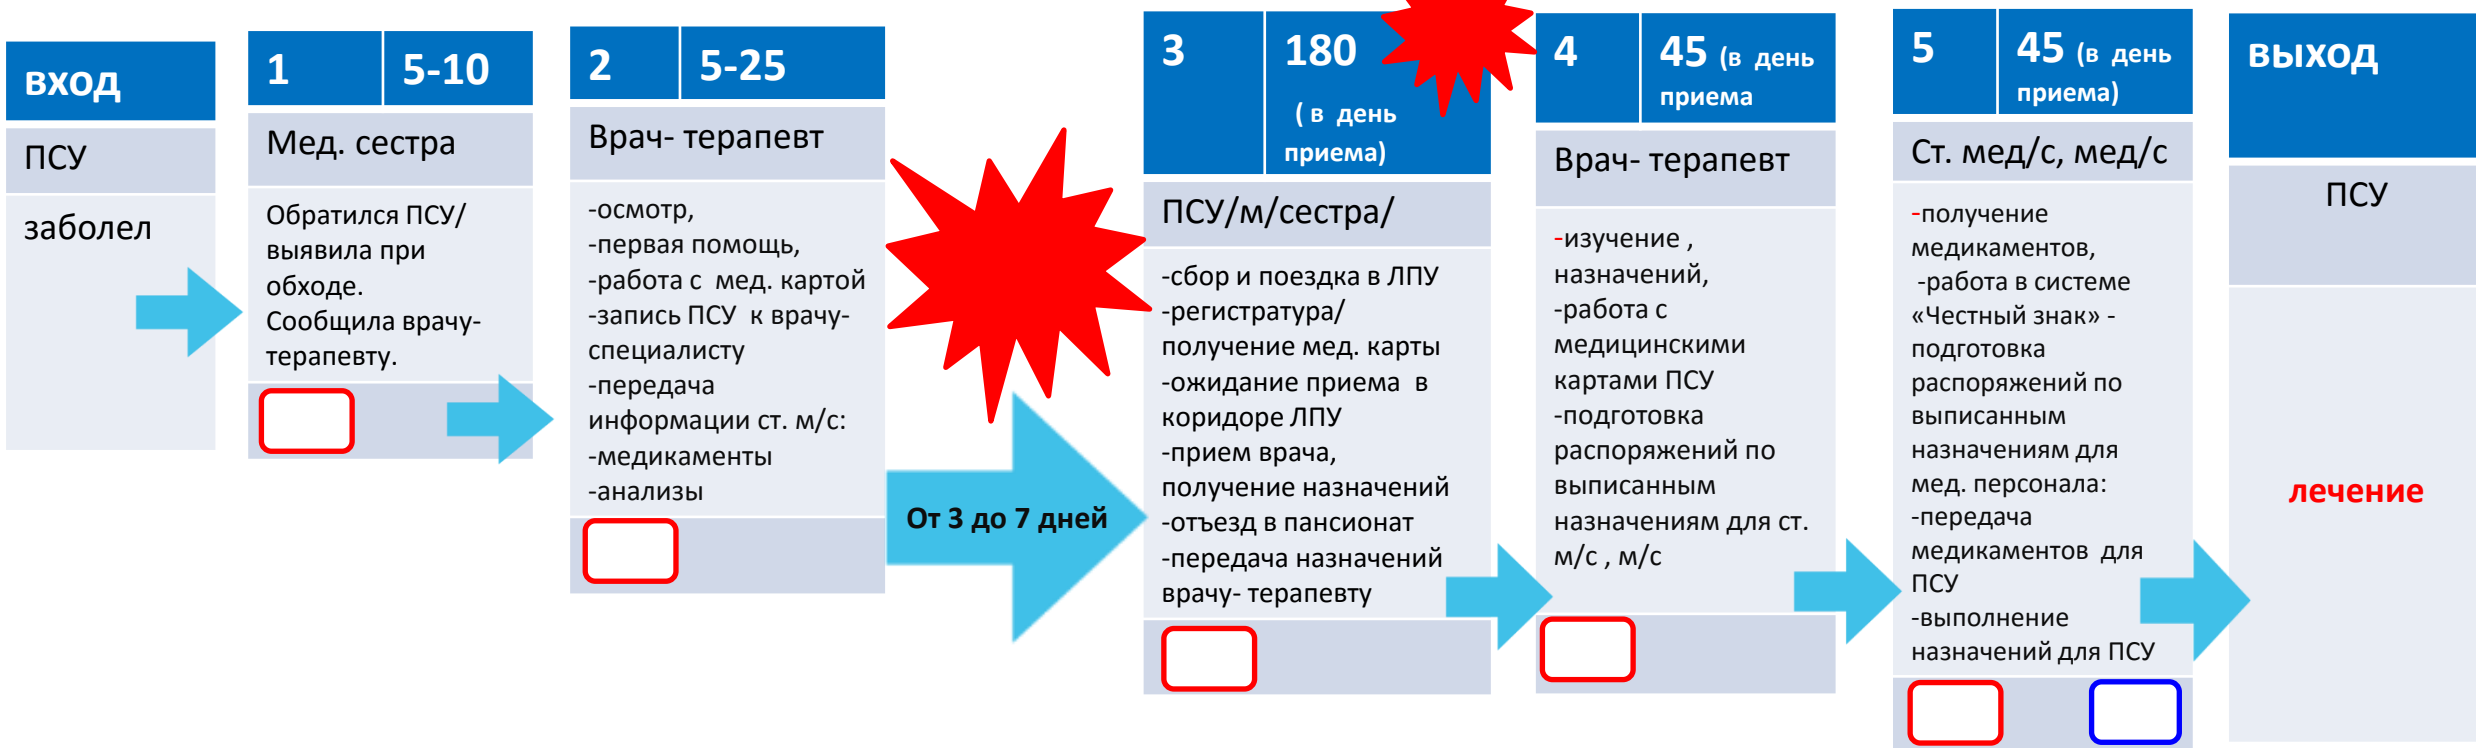 вход
ПСУ
заболел
1
5-10
Мед. сестра
Обратился ПСУ/
выявила при
обходе.
Сообщила врачу-
терапевту.
2
5-25
Врач- терапевт
-осмотр,
-первая помощь,
-работа с мед. картой
-запись ПСУ к врачу-
специалисту
-передача
информации ст. м/с:
-медикаменты
-анализы
От 3 до 7 дней
3
180
( в день
приема)
ПСУ/м/сестра/
-сбор и поездка в ЛПУ
-регистратура/
получение мед. карты
-ожидание приема в
коридоре ЛПУ
-прием врача,
получение назначений
-отъезд в пансионат
-передача назначений
врачу- терапевту
4
45 (в день
приема
Врач- терапевт
-изучение ,
назначений,
-работа с
медицинскими
картами ПСУ
-подготовка
распоряжений по
выписанным
назначениям для ст.
м/с , м/с
5
45 (в день
приема)
Ст. мед/с, мед/с
-получение
медикаментов,
-работа в системе
«Честный знак» -
подготовка
распоряжений по
выписанным
назначениям для
мед. персонала:
-передача
медикаментов для
ПСУ
-выполнение
назначений для ПСУ
выход
ПСУ
лечение